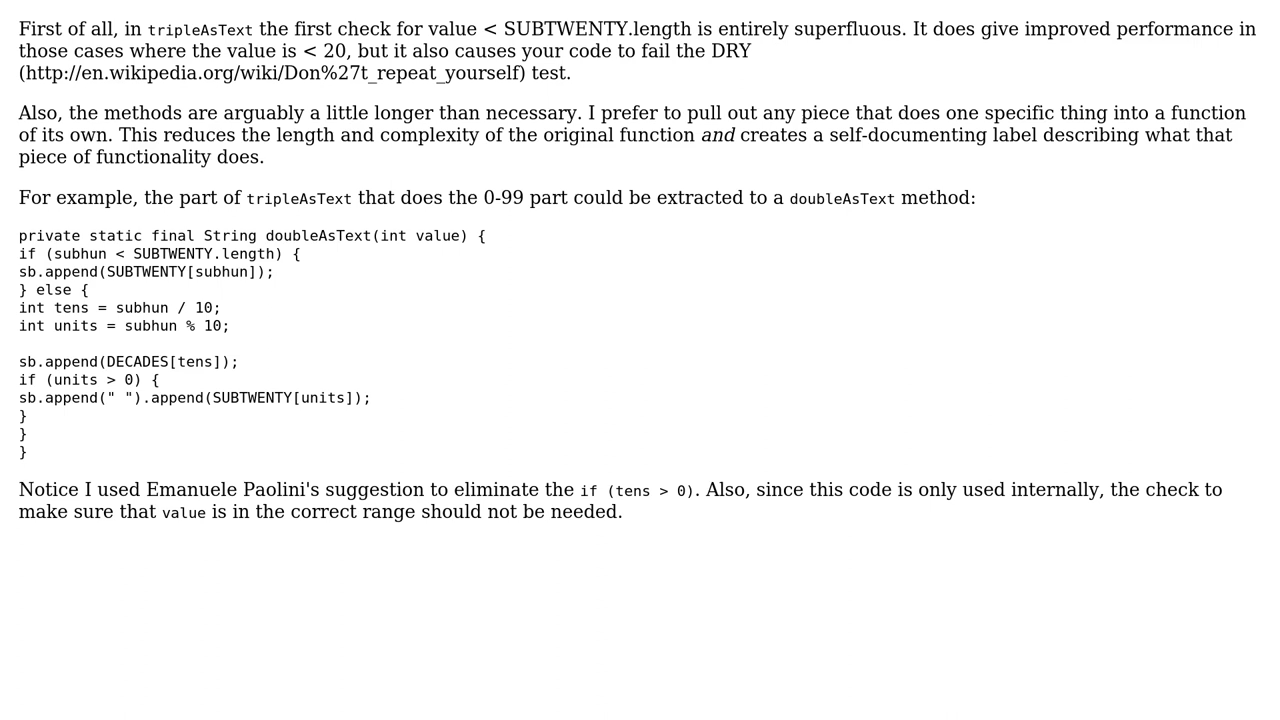 First of all, in tripleAsText the first check for value < SUBTWENTY.length is entirely superfluous. It does give improved performance in
those cases where the value is < 20, but it also causes your code to fail the DRY
(http://en.wikipedia.org/wiki/Don%27t_repeat_yourself) test.
Also, the methods are arguably a little longer than necessary. I prefer to pull out any piece that does one specific thing into a function
of its own. This reduces the length and complexity of the original function and creates a self-documenting label describing what that
piece of functionality does.
For example, the part of tripleAsText that does the 0-99 part could be extracted to a doubleAsText method:
private static final String doubleAsText(int value) {
if (subhun < SUBTWENTY.length) {
sb.append(SUBTWENTY[subhun]);
} else {
int tens = subhun / 10;
int units = subhun % 10;
sb.append(DECADES[tens]);
if (units > 0) {
sb.append(" ").append(SUBTWENTY[units]);
}
}
}
Notice I used Emanuele Paolini's suggestion to eliminate the if (tens > 0). Also, since this code is only used internally, the check to
make sure that value is in the correct range should not be needed.